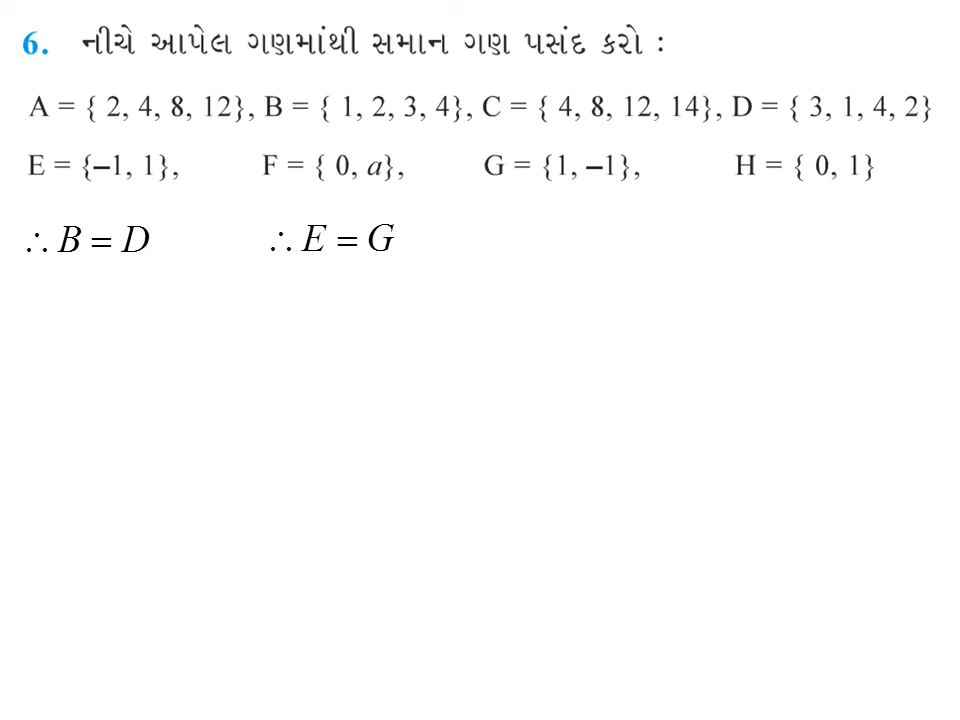 6. નીચે આપેલ ગણમાંથી સમાન ગણ પસંદ કરો :
A = { 2, 4, 8, 12}, B = { 1, 2, 3, 4}, C = { 4, 8, 12, 14}, D = { 3, 1, 4, 2}
E = {–1, 1}, F = { 0, a}, G = {1, –1}, H = { 0, 1}
∴ B = D ∴ E = G